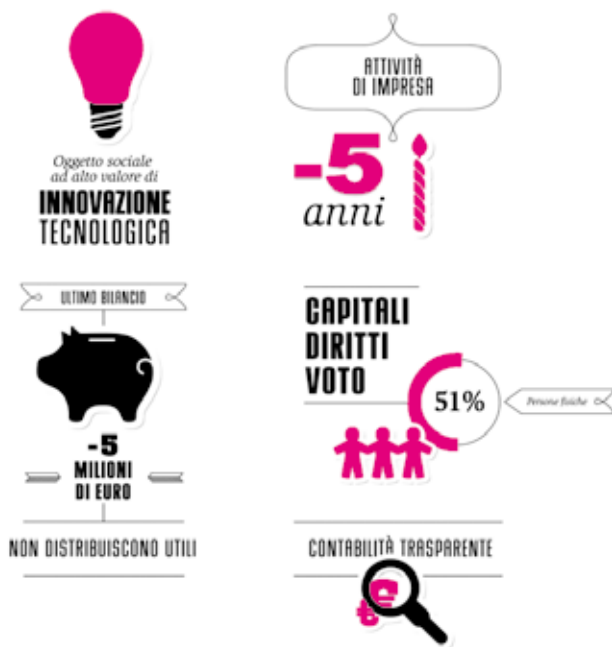 Oggetto sociale
ad alto valore di
INNOVAZIONE
TECNOLOGICA
ATTIVITÀ
DI IMPRESA
-5
anni
ULTIMO BILANCIO
-5
MILIONI
DI EURO
NON DISTRIBUISCONO UTILI
CAPITALI
DIRITTI
VOTO
51%
Persone fisiche
CONTABILITÀ TRASPARENTE